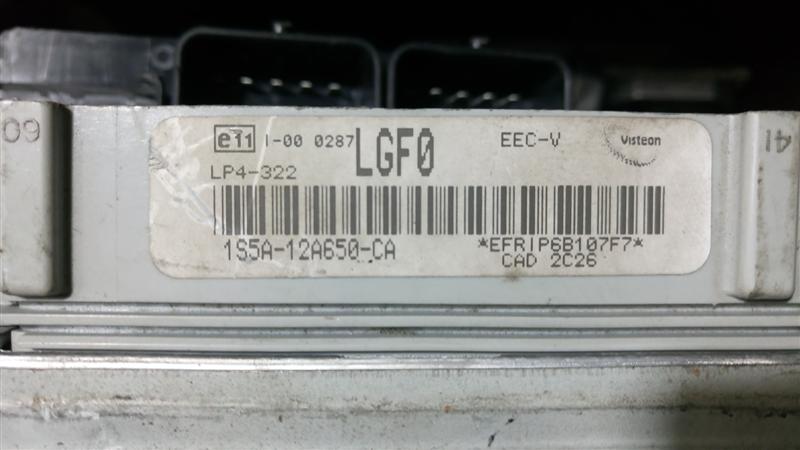 09
e11 I-00 0287 LGF0 EEC-V Visteon
LP4-322
1S5A-12A650-CA *EFRIP6B107F7*
CAD 2C26
41